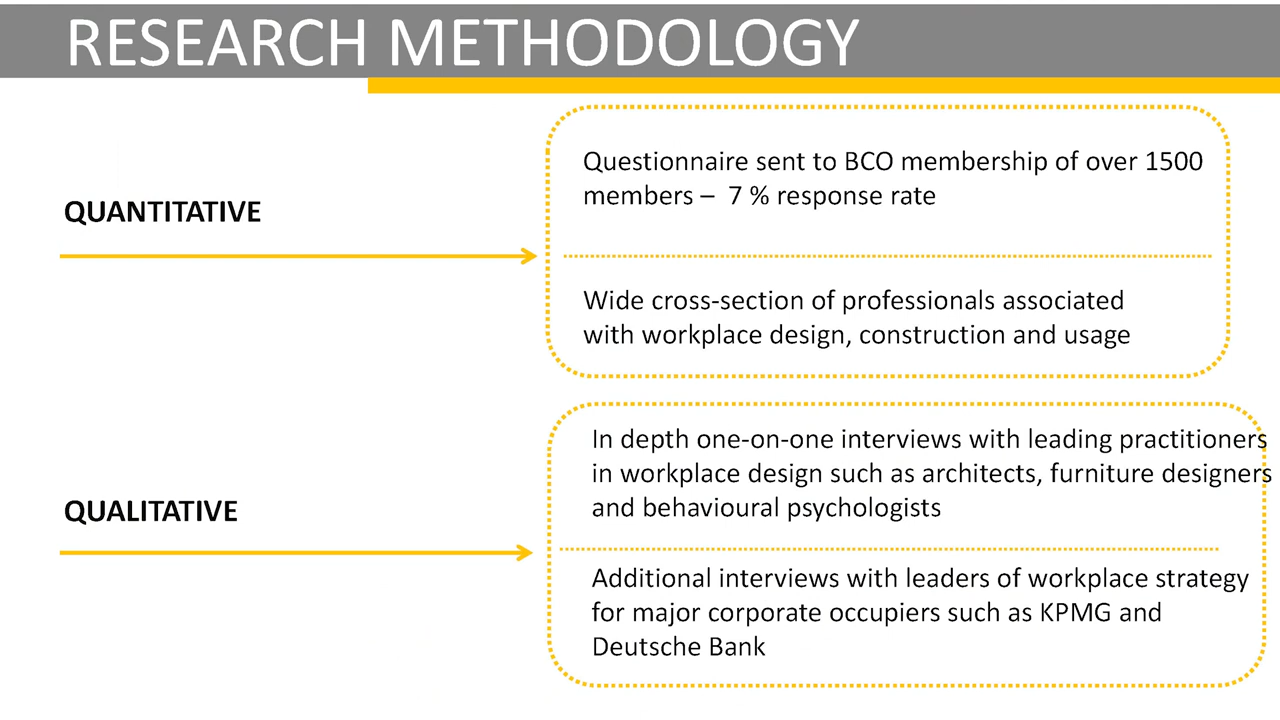 RESEARCH METHODOLOGY
QUANTITATIVE
Questionnaire sent to BCO membership of over 1500
members –  7 % response rate
Wide cross-section of professionals associated
with workplace design, construction and usage
QUALITATIVE
In depth one-on-one interviews with leading practitioners
in workplace design such as architects, furniture designers
and behavioural psychologists
Additional interviews with leaders of workplace strategy
for major corporate occupiers such as KPMG and
Deutsche Bank